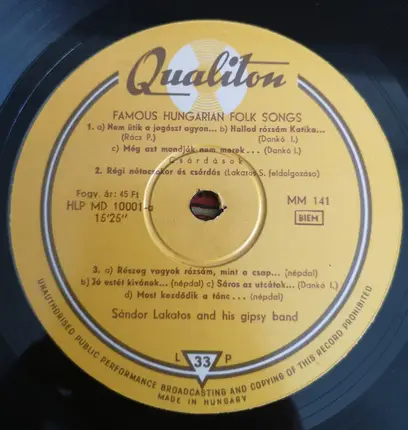 Qualiton
FAMOUS HUNGARIAN FOLK SONGS
1. a) Nem ütik a jogászt agyon... b) Hallod rózsám Katika...
(Rácz P.) (Dankó I.)
c) Még azt mondják nem merek... (Dankó I.)
Csárdások
2. Régi nótacsokor és csárdás (Lakatos S. feldolgozása)
Fogy. ár: 45 Ft
HLP MD 10001-a
15'25"
MM 141
BIEM
3. a) Részeg vagyok rózsám, mint a csap... (népdal)
b) Jó estét kívánok... (népdal) c) Sáros az utcátok... (Dankó I.)
d) Most kezdődik a tánc... (népdal)
Sándor Lakatos and his gipsy band
L 33 P
UNAUTHORISED PUBLIC PERFORMANCE BROADCASTING AND COPYING OF THIS RECORD PROHIBITED
MADE IN HUNGARY